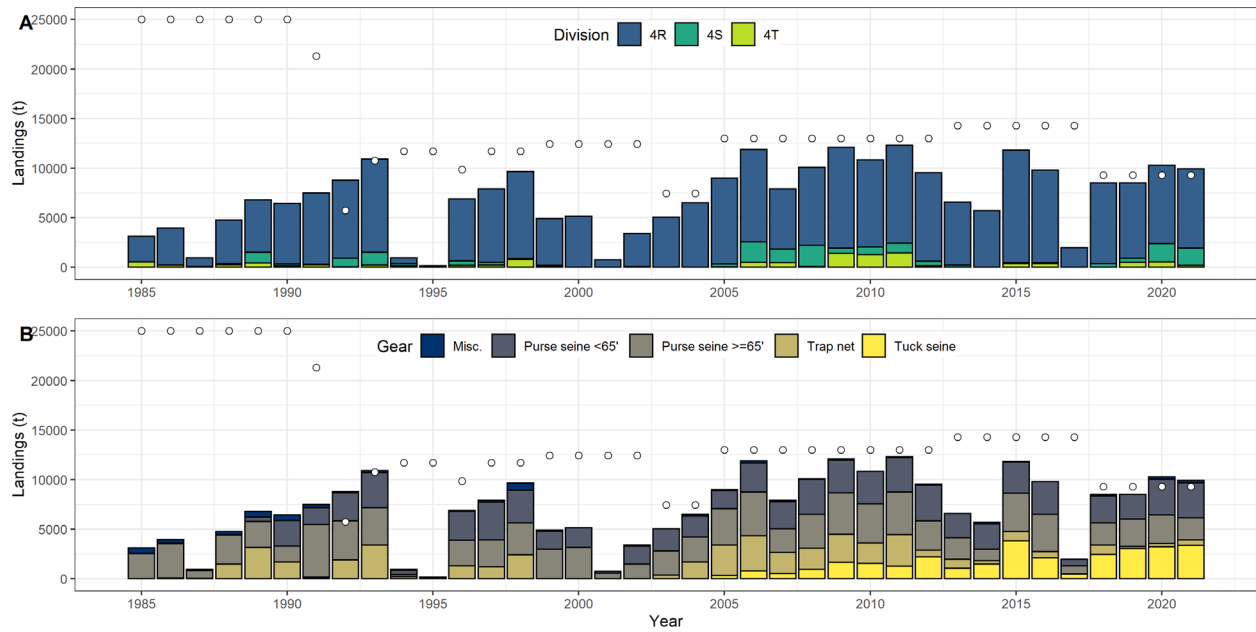 A
Division 4R 4S 4T
25000
20000
15000
10000
5000
0
Landings (t)
1985 1990 1995 2000 2005 2010 2015 2020
B
Gear Misc. Purse seine <65' Purse seine >=65' Trap net Tuck seine
25000
20000
15000
10000
5000
0
Landings (t)
1985 1990 1995 2000 2005 2010 2015 2020
Year